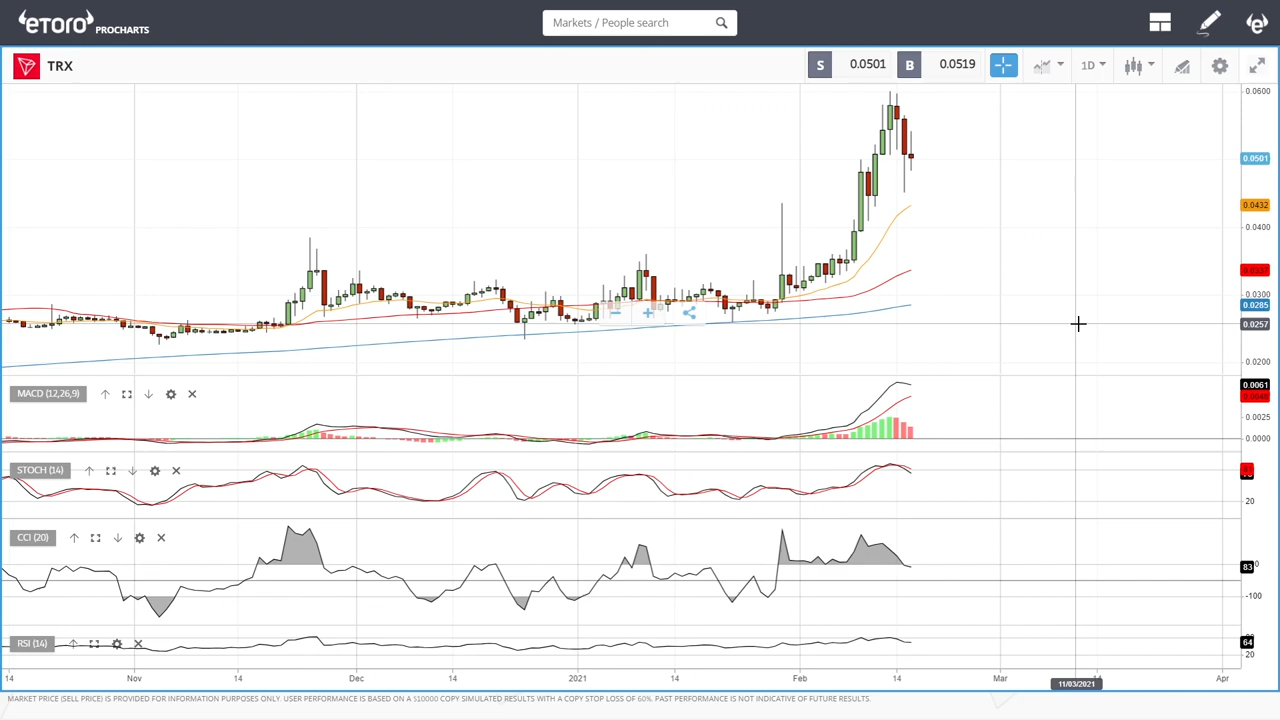 eToro PROCHARTS
Markets / People search
TRX
S 0.0501 B 0.0519 1D
0.0600
0.0501
0.0432
0.0400
0.0337
0.0300
0.0285
0.0257
0.0200
MACD (12,26,9)
0.0061
0.0025
0.0000
STOCH (14)
20
CCI (20)
83
-100
RSI (14)
64
20
14 Nov 14 Dec 14 2021 14 Feb 14 Mar Apr
11/03/2021
MARKET PRICE (SELL PRICE) IS PROVIDED FOR INFORMATION PURPOSES ONLY. USER PERFORMANCE IS BASED ON A $10000 COPY SIMULATED RESULTS WITH A COPY STOP LOSS OF 60%. PAST PERFORMANCE IS NOT INDICATIVE OF FUTURE RESULTS.